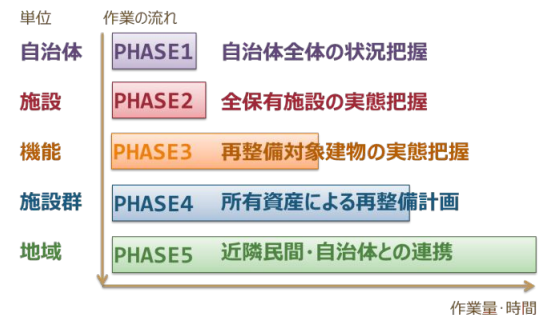 単位 作業の流れ
自治体 PHASE1 自治体全体の状況把握
施設 PHASE2 全保有施設の実態把握
機能 PHASE3 再整備対象建物の実態把握
施設群 PHASE4 所有資産による再整備計画
地域 PHASE5 近隣民間・自治体との連携
作業量・時間